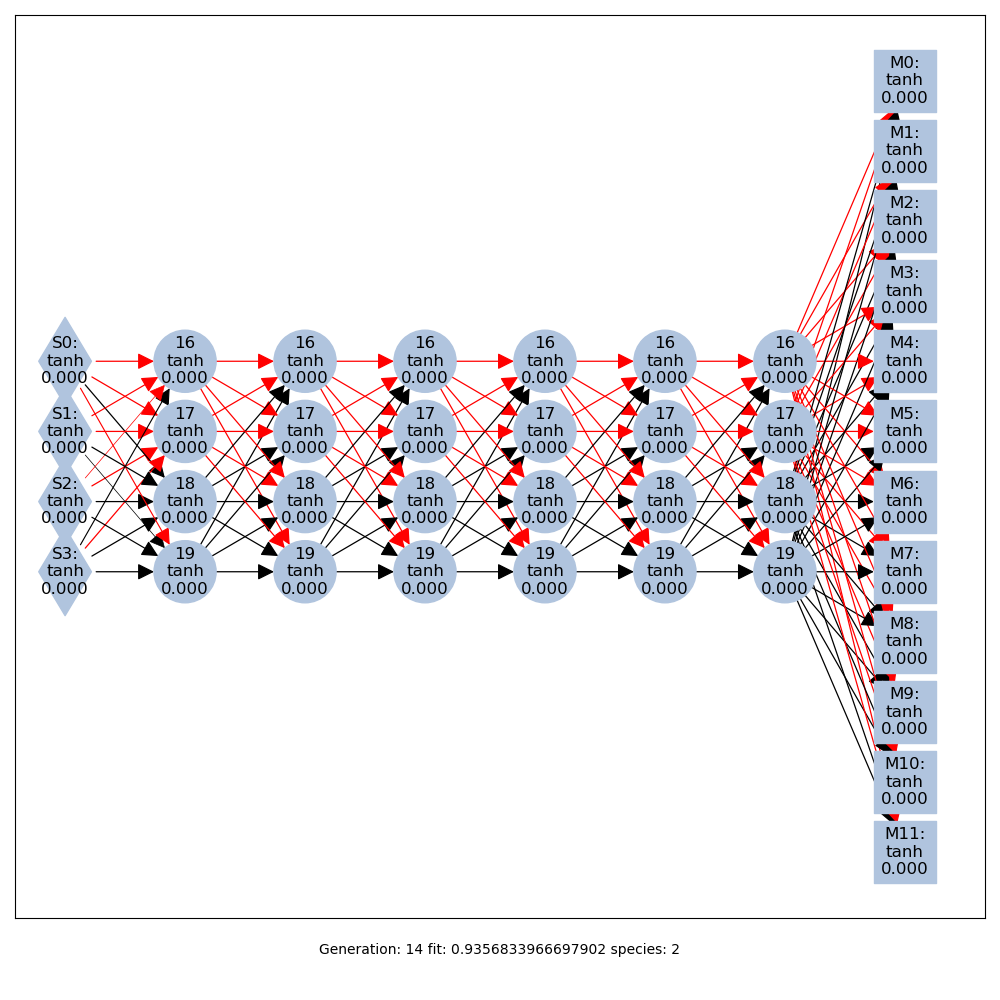 M0:
tanh
0.000
M1:
tanh
0.000
M2:
tanh
0.000
M3:
tanh
0.000
S0:
tanh
0.000
16
tanh
0.000
16
tanh
0.000
16
tanh
0.000
16
tanh
0.000
16
tanh
0.000
16
tanh
0.000
M4:
tanh
0.000
S1:
tanh
0.000
17
tanh
0.000
17
tanh
0.000
17
tanh
0.000
17
tanh
0.000
17
tanh
0.000
17
tanh
0.000
M5:
tanh
0.000
S2:
tanh
0.000
18
tanh
0.000
18
tanh
0.000
18
tanh
0.000
18
tanh
0.000
18
tanh
0.000
18
tanh
0.000
M6:
tanh
0.000
S3:
tanh
0.000
19
tanh
0.000
19
tanh
0.000
19
tanh
0.000
19
tanh
0.000
19
tanh
0.000
19
tanh
0.000
M7:
tanh
0.000
M8:
tanh
0.000
M9:
tanh
0.000
M10:
tanh
0.000
M11:
tanh
0.000
Generation: 14 fit: 0.9356833966697902 species: 2